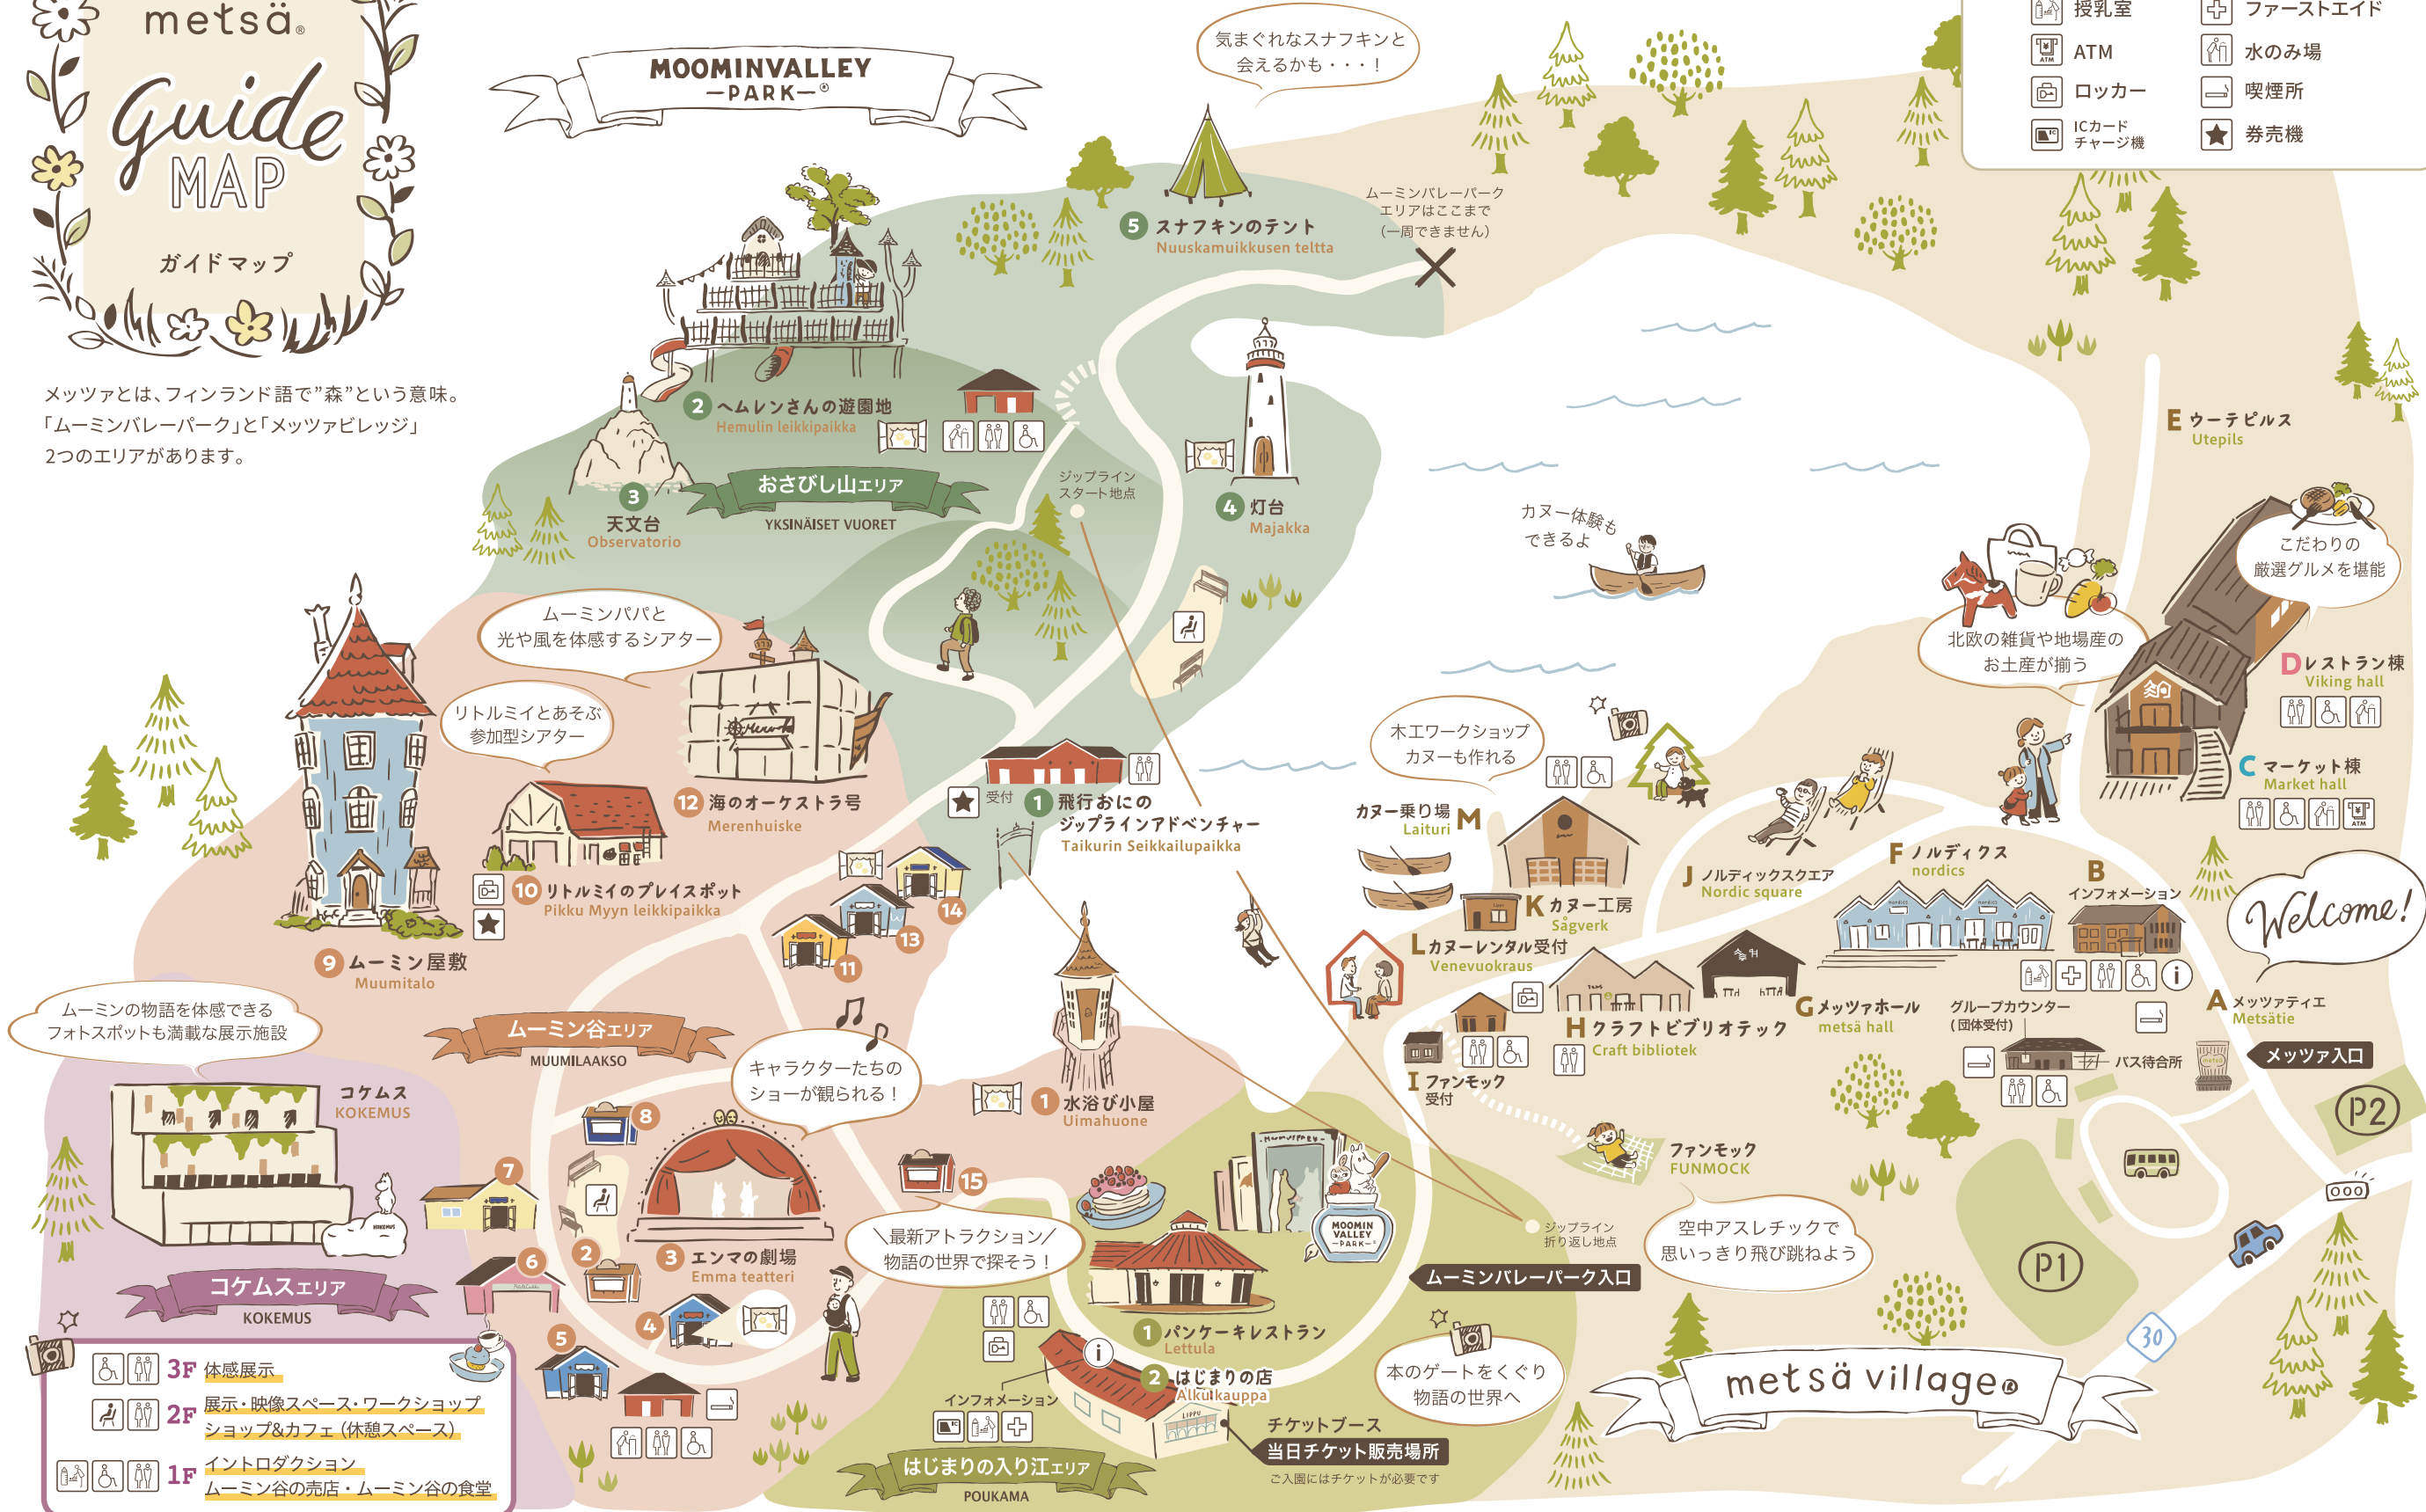 metsä®
guide
MAP
ガイドマップ
メッツァとは、フィンランド語で”森”という意味。
「ムーミンバレーパーク」と「メッツァビレッジ」
2つのエリアがあります。
MOOMINVALLEY
—PARK—®
気まぐれなスナフキンと
会えるかも・・・！
授乳室
ファーストエイド
ATM
ATM
水のみ場
ロッカー
喫煙所
ICカード
チャージ機
券売機
5 スナフキンのテント
Nuuskamuikkusen teltta
ムーミンバレーパーク
エリアはここまで
（一周できません）
2 ヘムレンさんの遊園地
Hemulin leikkipaikka
3
天文台
Observatorio
おさびし山エリア
YKSINÄISET VUORET
ジップライン
スタート地点
4 灯台
Majakka
カヌー体験も
できるよ
E ウーテピルス
Utepils
こだわりの
厳選グルメを堪能
北欧の雑貨や地場産の
お土産が揃う
D レストラン棟
Viking hall
C マーケット棟
Market hall
ATM
ムーミンパパと
光や風を体感するシアター
リトルミイとあそぶ
参加型シアター
12 海のオーケストラ号
Merenhuiske
10 リトルミイのプレイスポット
Pikku Myyn leikkipaikka
9 ムーミン屋敷
Muumitalo
受付
1 飛行おにの
ジップラインアドベンチャー
Taikurin Seikkailupaikka
14
13
11
木工ワークショップ
カヌーも作れる
カヌー乗り場 M
Laituri
K カヌー工房
Sågverk
L カヌーレンタル受付
Venevuokraus
J ノルディックスクエア
Nordic square
F ノルディクス
nordics
B
インフォメーション
i
Welcome!
A メッツァティエ
Metsätie
メッツァ入口
G メッツァホール
metsä hall
H クラフトビブリオテック
Craft bibliotek
I ファンモック
受付
グループカウンター
(団体受付)
バス待合所
ファンモック
FUNMOCK
空中アスレチックで
思いっきり飛び跳ねよう
P2
P1
30
metsä village®
ムーミンの物語を体感できる
フォトスポットも満載な展示施設
コケムス
KOKEMUS
KOKEMUS
コケムスエリア
KOKEMUS
3F 体感展示
2F 展示・映像スペース・ワークショップ
ショップ&カフェ（休憩スペース）
1F イントロダクション
ムーミン谷の売店・ムーミン谷の食堂
ムーミン谷エリア
MUUMILAAKSO
キャラクターたちの
ショーが観られる！
1 水浴び小屋
Uimahuone
8
7
6
5
2
4
3 エンマの劇場
Emma teatteri
15
＼最新アトラクション／
物語の世界で探そう！
MOOMIN
VALLEY
—PARK—
ジップライン
折り返し地点
ムーミンバレーパーク入口
1 パンケーキレストラン
Lettula
2 はじまりの店
Alku kauppa
i
インフォメーション
LIPPU
本のゲートをくぐり
物語の世界へ
チケットブース
当日チケット販売場所
ご入園にはチケットが必要です
はじまりの入り江エリア
POUKAMA